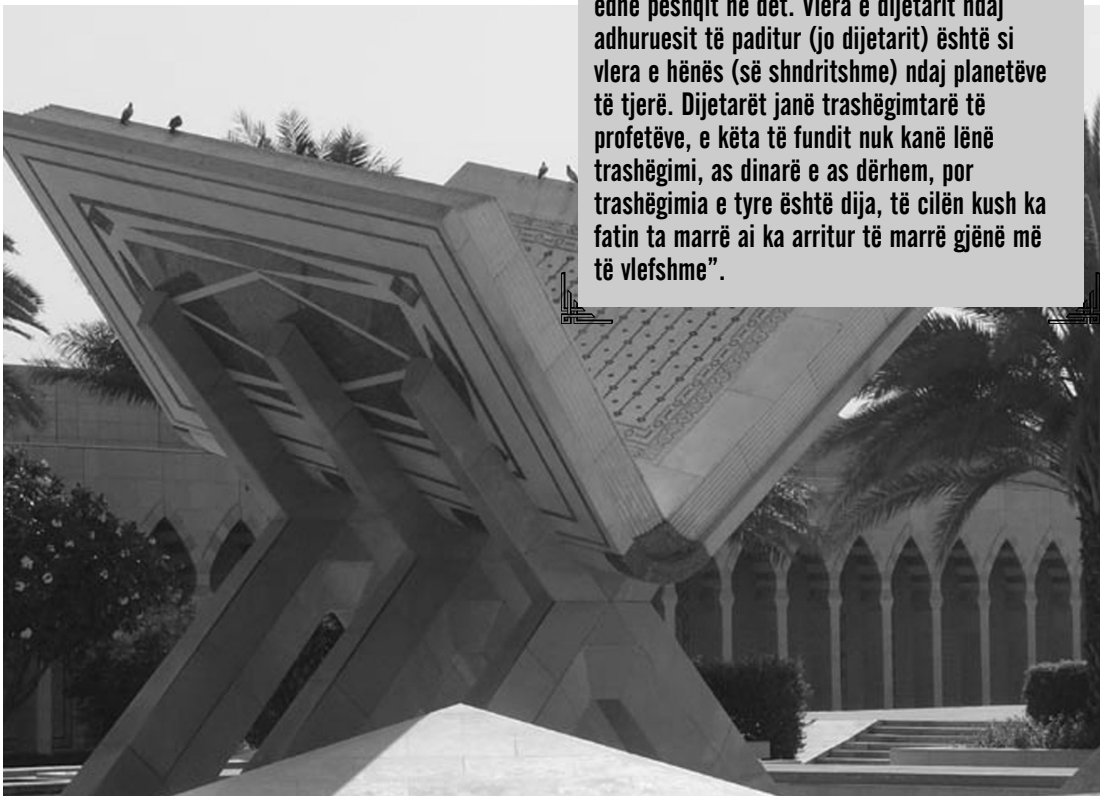 edhe peshqit në det. Vlera e dijetarit ndaj
adhuruesit të paditur (jo dijetarit) është si
vlera e hënës (së shndritshme) ndaj planetëve
të tjerë. Dijetarët janë trashëgimtarë të
profetëve, e këta të fundit nuk kanë lënë
trashëgimi, as dinarë e as dërhem, por
trashëgimia e tyre është dija, të cilën kush ka
fatin ta marrë ai ka arritur të marrë gjënë më
të vlefshme”.